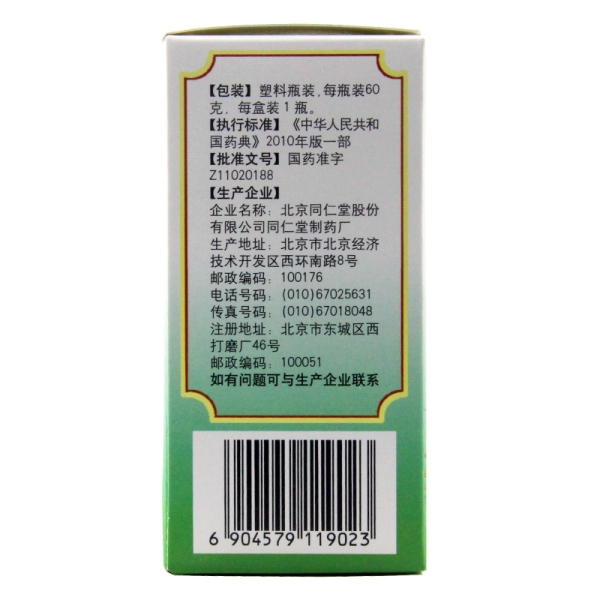 【包装】塑料瓶装,每瓶装60
克，每盒装1瓶。
【执行标准】《中华人民共和
国药典》2010年版一部
【批准文号】国药准字
Z11020188
【生产企业】
企业名称：北京同仁堂股份
有限公司同仁堂制药厂
生产地址：北京市北京经济
技术开发区西环南路8号
邮政编码：100176
电话号码：(010)67025631
传真号码：(010)67018048
注册地址：北京市东城区西
打磨厂46号
邮政编码：100051
如有问题可与生产企业联系
6 904579 119023